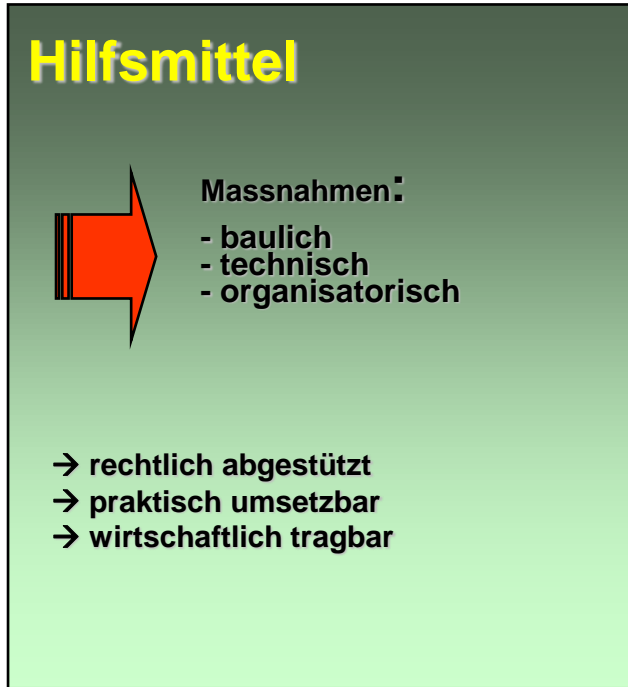 Hilfsmittel
Massnahmen:
- baulich
- technisch
- organisatorisch
→ rechtlich abgestützt
→ praktisch umsetzbar
→ wirtschaftlich tragbar